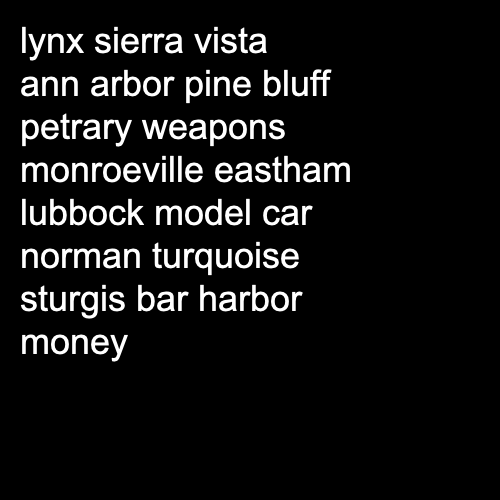 lynx sierra vista
ann arbor pine bluff
petrary weapons
monroeville eastham
lubbock model car
norman turquoise
sturgis bar harbor
money